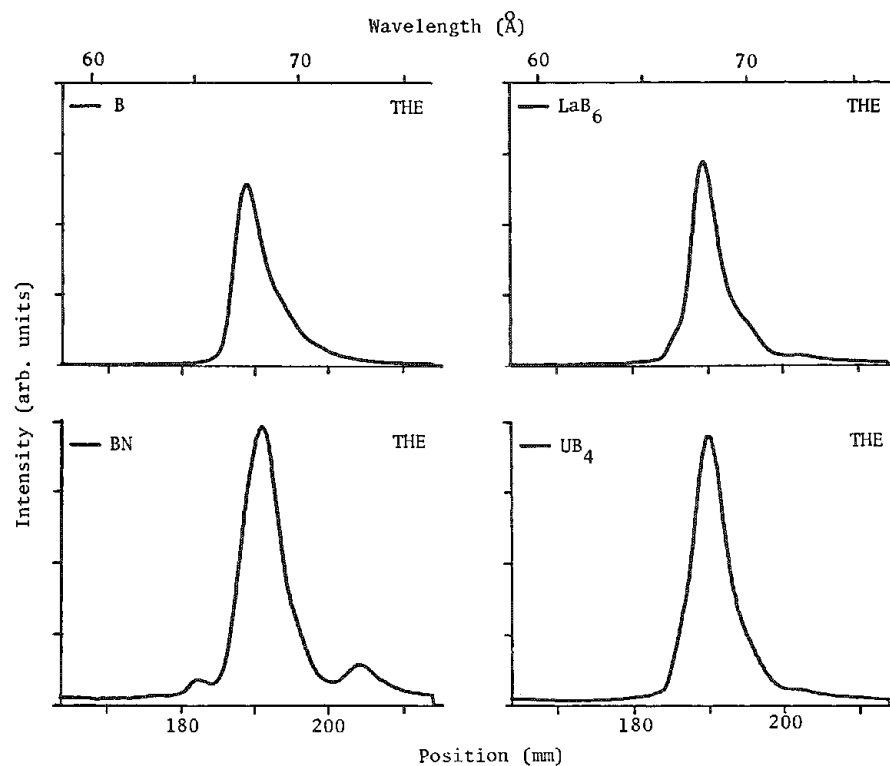 Wavelength (Å)
60 70 60 70
B THE LaB6 THE
BN THE UB4 THE
Intensity (arb. units)
180 200 180 200
Position (mm)